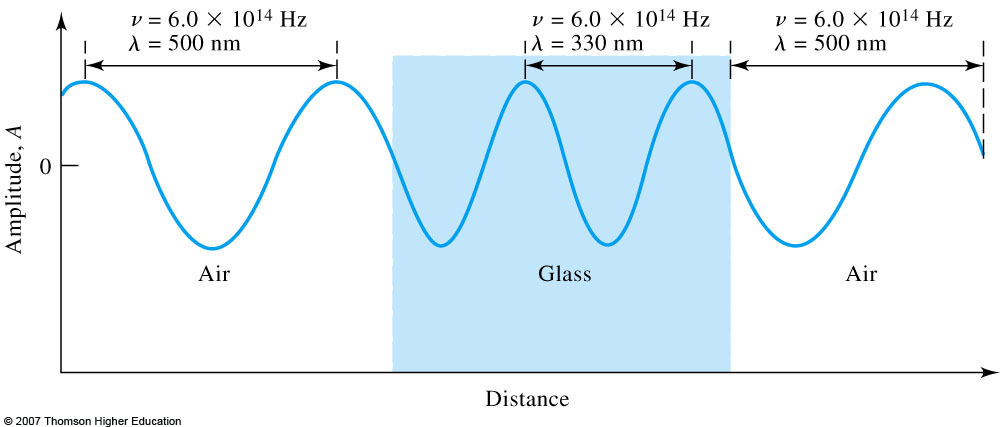 ν = 6.0 × 10¹⁴ Hz
λ = 500 nm
ν = 6.0 × 10¹⁴ Hz
λ = 330 nm
ν = 6.0 × 10¹⁴ Hz
λ = 500 nm
Amplitude, A
0
Air
Glass
Air
Distance
© 2007 Thomson Higher Education